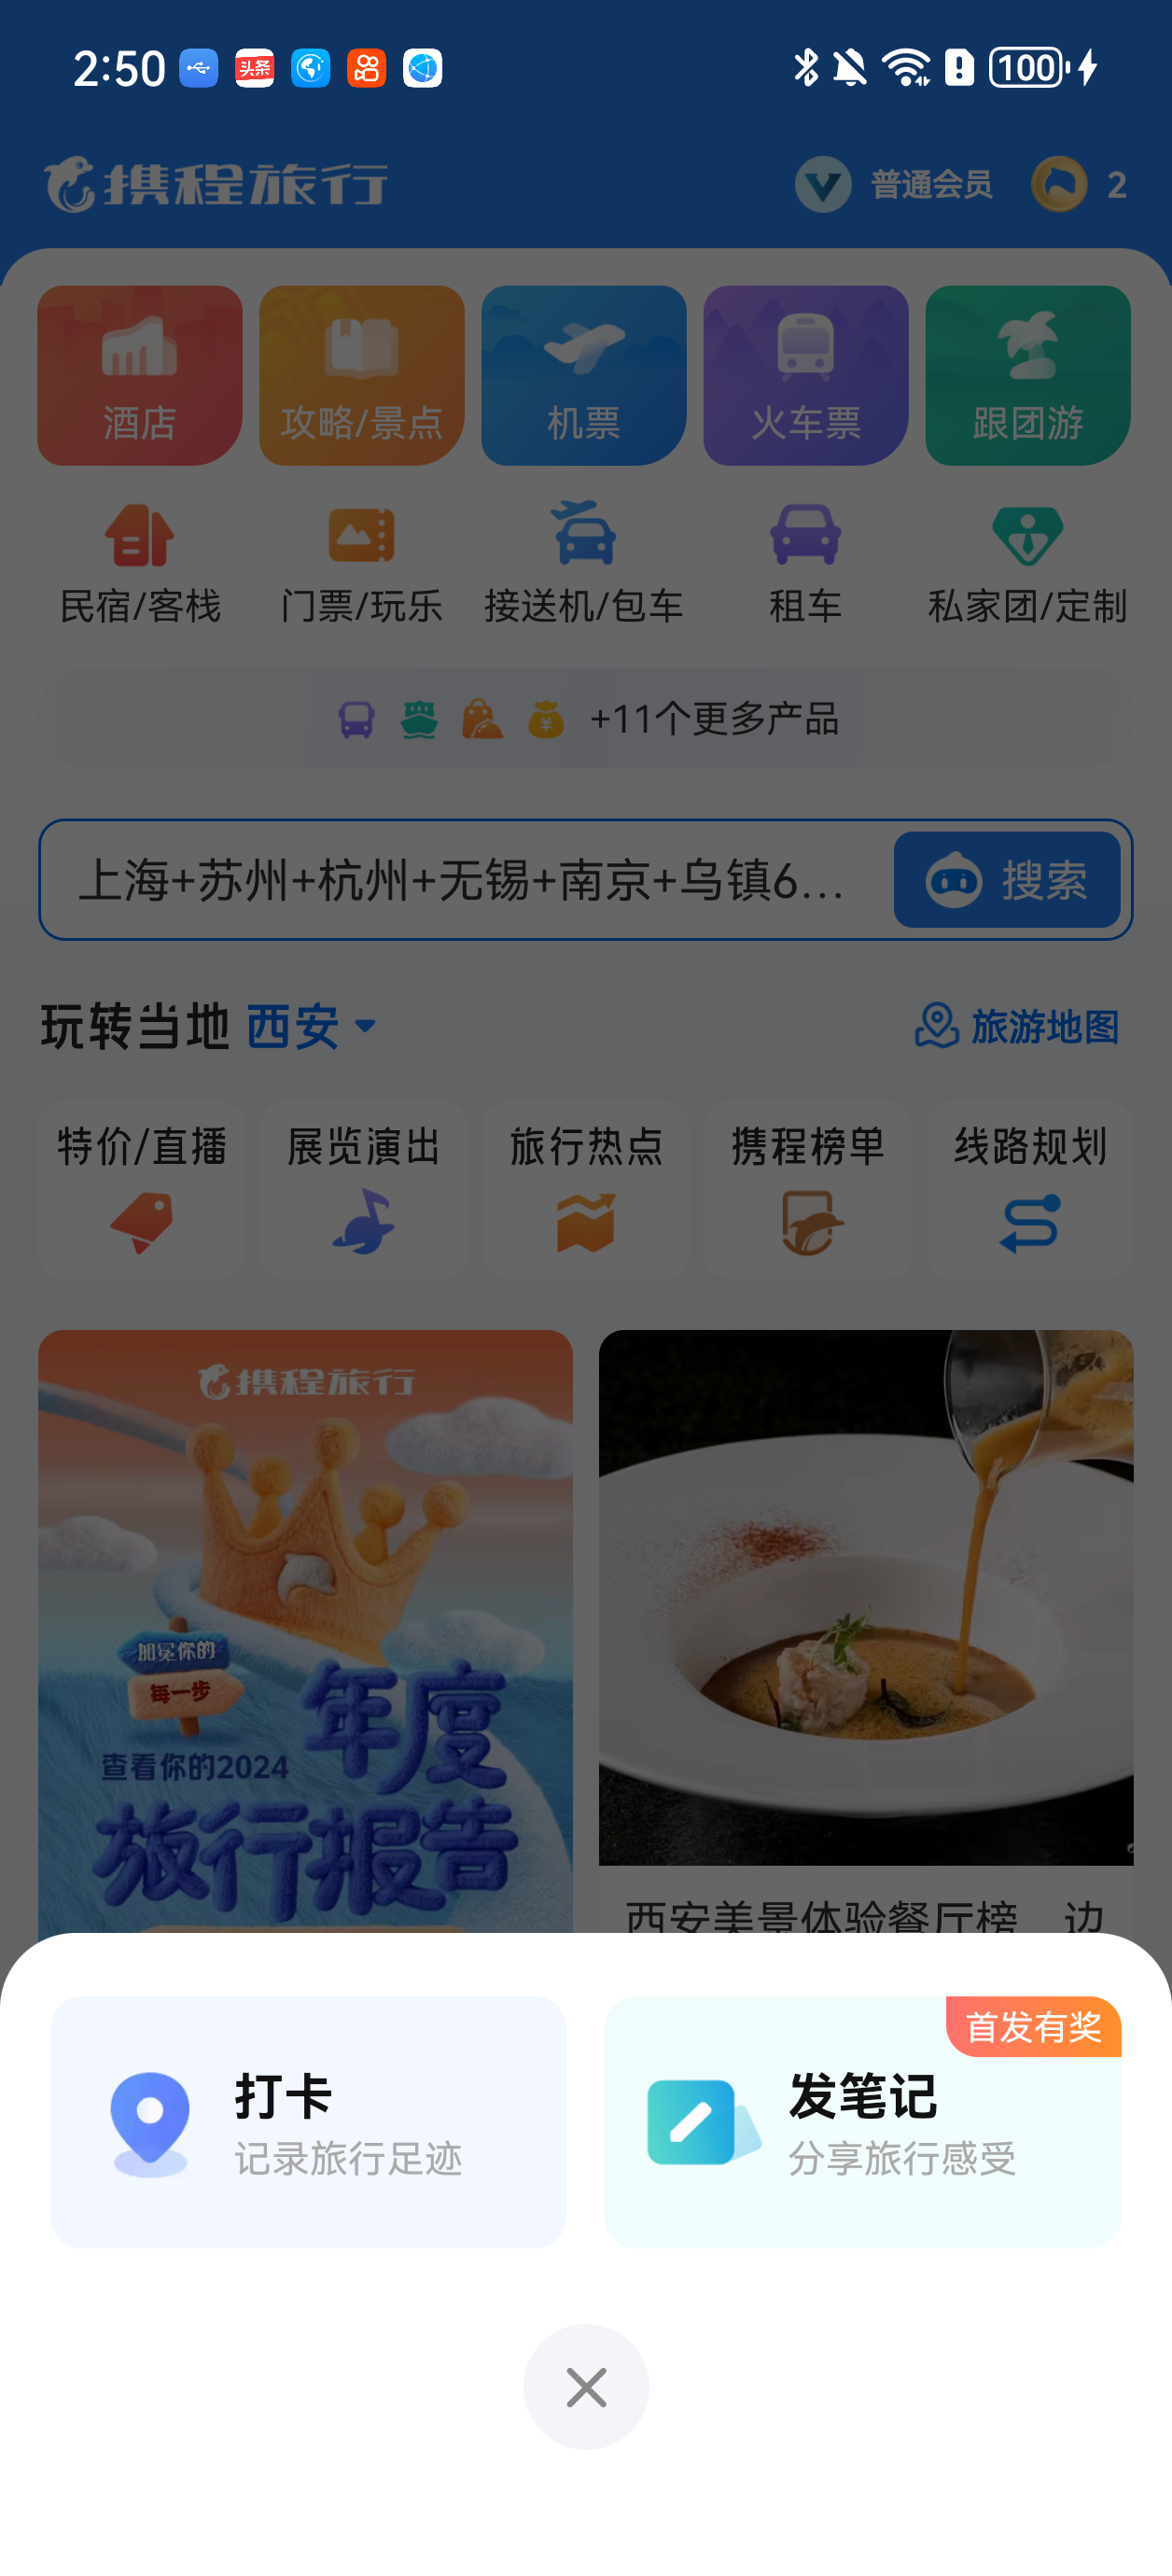 2:50
头条
100
携程旅行
普通会员
2
酒店
攻略/景点
机票
火车票
跟团游
民宿/客栈
门票/玩乐
接送机/包车
租车
私家团/定制
+11个更多产品
上海+苏州+杭州+无锡+南京+乌镇6...
搜索
玩转当地 西安
旅游地图
特价/直播
展览演出
旅行热点
携程榜单
线路规划
携程旅行
加冕你的
每一步
年度
查看你的2024
旅行报告
西安美景体验餐厅榜
边
首发有奖
打卡
记录旅行足迹
发笔记
分享旅行感受